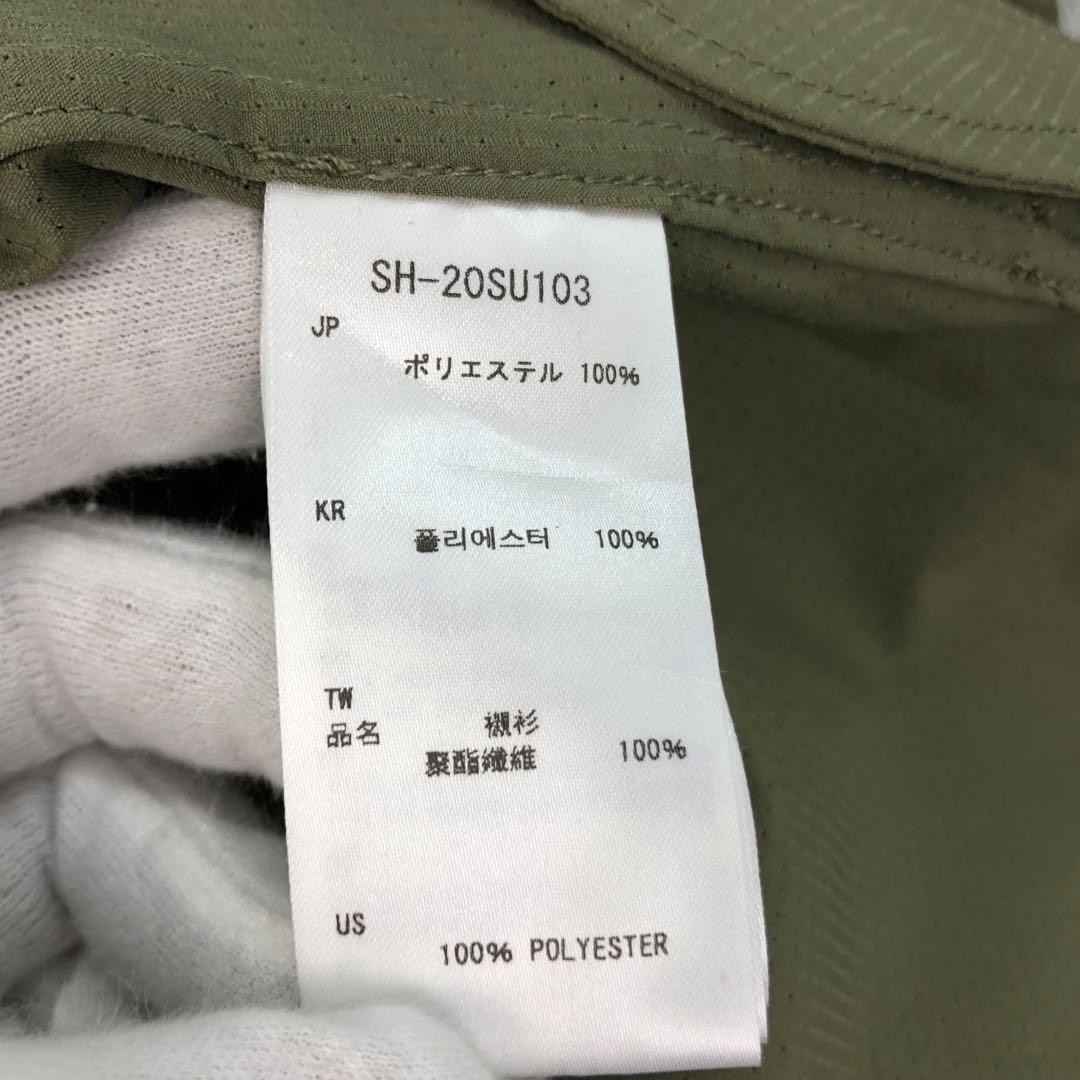 SH-20SU103
JP
ポリエステル 100%
KR
폴리에스터 100%
TW
品名 襯衫
聚酯纖維 100%
US
100% POLYESTER